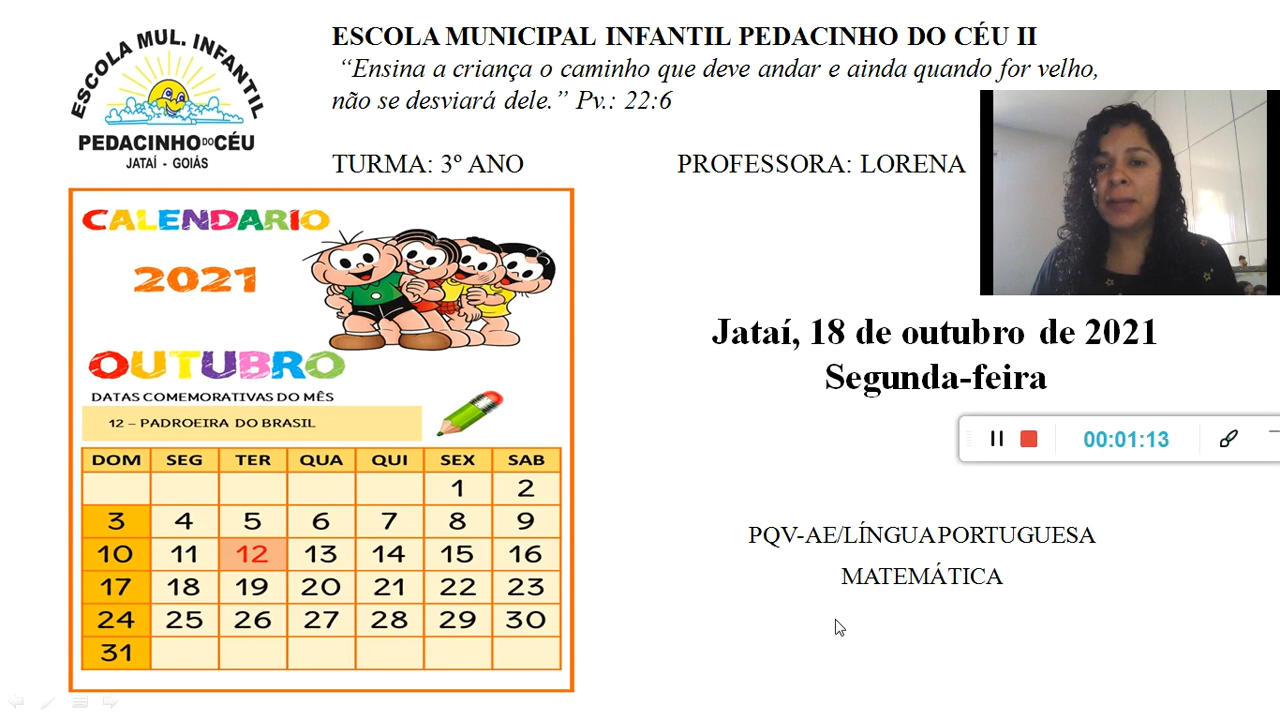 ESCOLA MUL. INFANTIL
PEDACINHO DO CÉU
JATAÍ - GOIÁS
ESCOLA MUNICIPAL INFANTIL PEDACINHO DO CÉU II
“Ensina a criança o caminho que deve andar e ainda quando for velho,
não se desviará dele.” Pv.: 22:6
TURMA: 3º ANO PROFESSORA: LORENA
CALENDARIO
2021
OUTUBRO
DATAS COMEMORATIVAS DO MÊS
12 – PADROEIRA DO BRASIL
DOM SEG TER QUA QUI SEX SAB
1 2
3 4 5 6 7 8 9
10 11 12 13 14 15 16
17 18 19 20 21 22 23
24 25 26 27 28 29 30
31
Jataí, 18 de outubro de 2021
Segunda-feira
00:01:13
PQV-AE/LÍNGUA PORTUGUESA
MATEMÁTICA